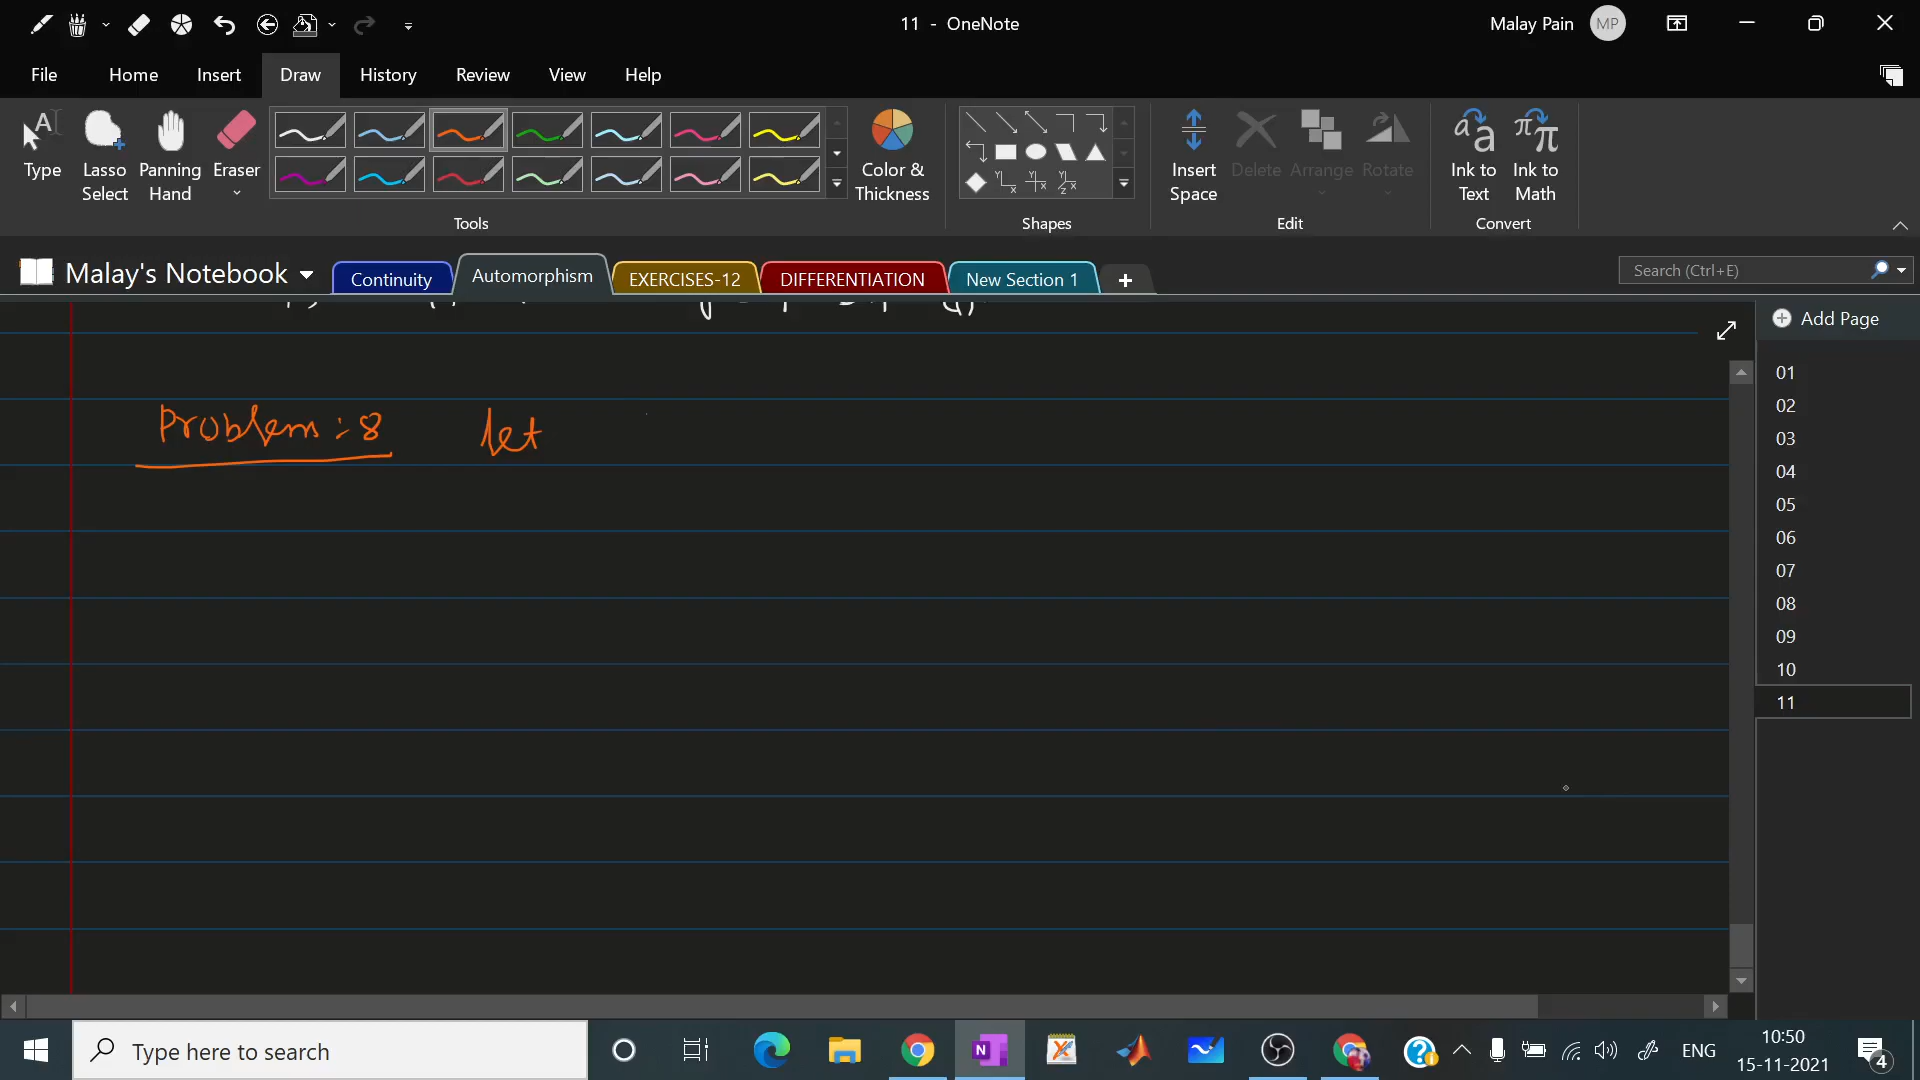 11 - OneNote
Malay Pain MP
File Home Insert Draw History Review View Help
Type
Lasso Select
Panning Hand
Eraser
Color & Thickness
Insert Space
Delete
Arrange
Rotate
Ink to Text
Ink to Math
Tools
Shapes
Edit
Convert
Malay's Notebook
Continuity
Automorphism
EXERCISES-12
DIFFERENTIATION
New Section 1
+
Search (Ctrl+E)
Add Page
Problem:8 let
01
02
03
04
05
06
07
08
09
10
11
Type here to search
ENG
10:50
15-11-2021
4